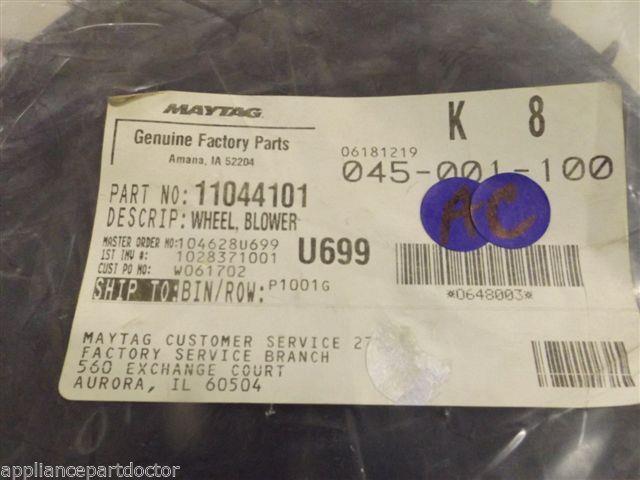 MAYTAG
Genuine Factory Parts
Amana, IA 52204
K 8
06181219
045-001-100
PART NO: 11044101
DESCRIP: WHEEL, BLOWER
AC
MASTER ORDER NO: 104628U699
1ST INV #: 1028371001
U699
CUST PO NO: W061702
SHIP TO: BIN/ROW: P1001G
*0648003*
MAYTAG CUSTOMER SERVICE 27
FACTORY SERVICE BRANCH
560 EXCHANGE COURT
AURORA, IL 60504
appliancepartdoctor